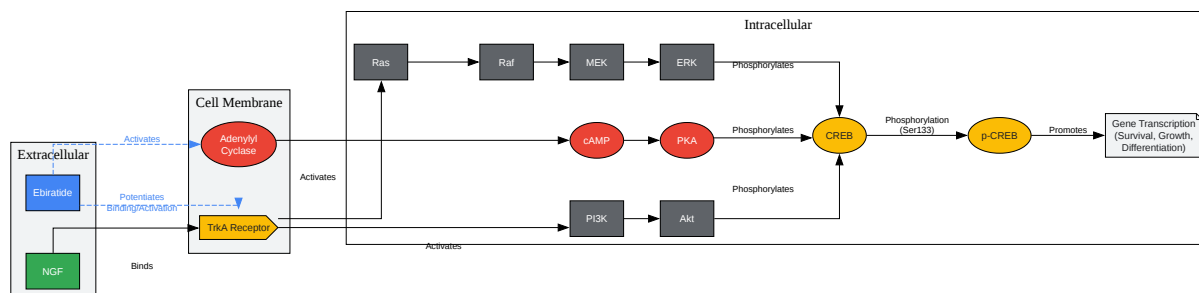 Intracellular
Ras
Raf
MEK
ERK
Phosphorylates
Cell Membrane
Adenylyl
Cyclase
Activates
cAMP
PKA
Phosphorylates
CREB
Phosphorylation
(Ser133)
p-CREB
Promotes
Gene Transcription
(Survival, Growth,
Differentiation)
Extracellular
Ebiratide
Potentiates
Binding/Activation
Activates
Phosphorylates
TrkA Receptor
PI3K
Akt
Activates
NGF
Binds